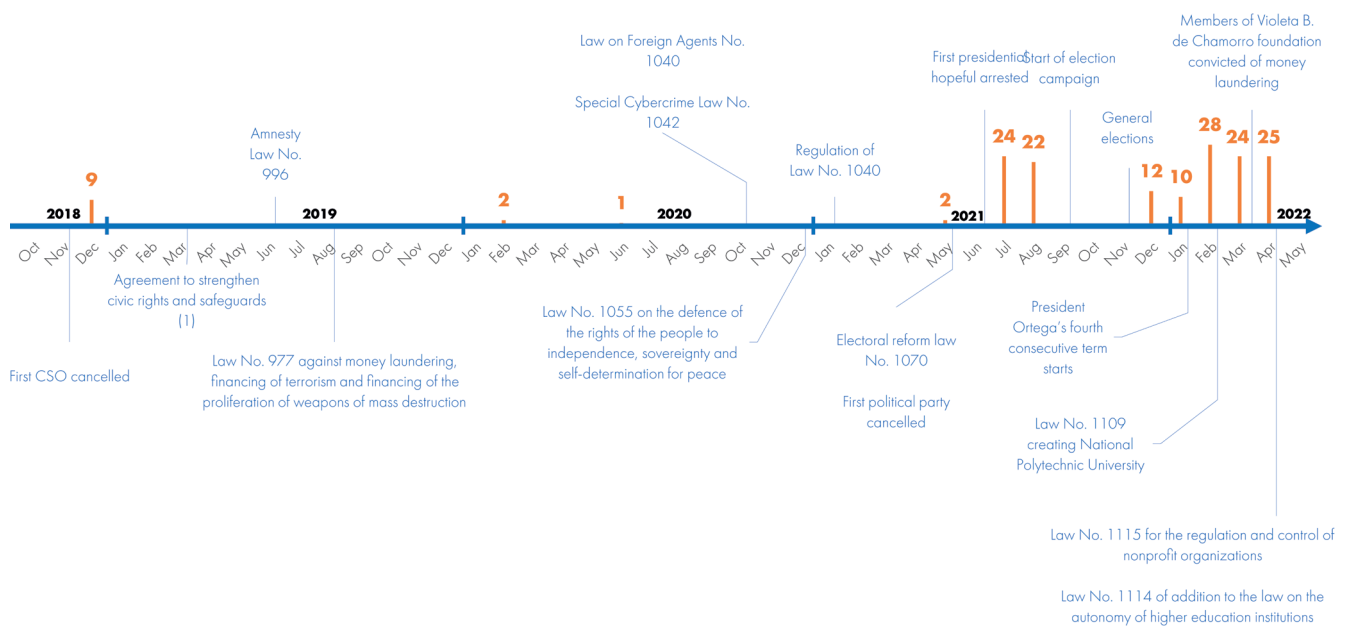 Members of Violeta B.
de Chamorro foundation
convicted of money
laundering
Law on Foreign Agents No.
1040
Special Cybercrime Law No.
1042
First presidential
hopeful arrested
Start of election
campaign
General
elections
Amnesty
Law No.
996
Regulation of
Law No. 1040
9
2
1
2
24
22
12
10
28
24
25
2018
2019
2020
2021
2022
Oct
Nov
Dec
Jan
Feb
Mar
Apr
May
Jun
Jul
Aug
Sep
Oct
Nov
Dec
Jan
Feb
Mar
Apr
May
Jun
Jul
Aug
Sep
Oct
Nov
Dec
Jan
Feb
Mar
Apr
May
Jun
Jul
Aug
Sep
Oct
Nov
Dec
Jan
Feb
Mar
Apr
May
Agreement to strengthen
civic rights and safeguards
(1)
First CSO cancelled
Law No. 977 against money laundering,
financing of terrorism and financing of the
proliferation of weapons of mass destruction
Law No. 1055 on the defence of
the rights of the people to
independence, sovereignty and
self-determination for peace
Electoral reform law
No. 1070
First political party
cancelled
President
Ortega's fourth
consecutive term
starts
Law No. 1109
creating National
Polytechnic University
Law No. 1115 for the regulation and control of
nonprofit organizations
Law No. 1114 of addition to the law on the
autonomy of higher education institutions